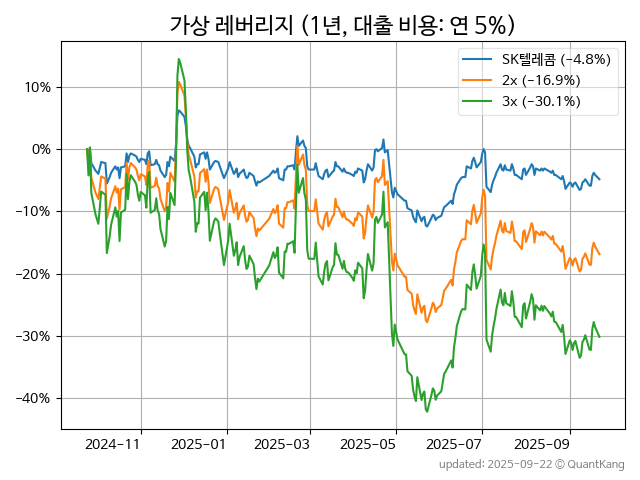 가상 레버리지 (1년, 대출 비용: 연 5%)
SK텔레콤 (−4.8%)
2x (−16.9%)
3x (−30.1%)
10%
0%
−10%
−20%
−30%
−40%
2024-11 2025-01 2025-03 2025-05 2025-07 2025-09
updated: 2025-09-22 © QuantKang